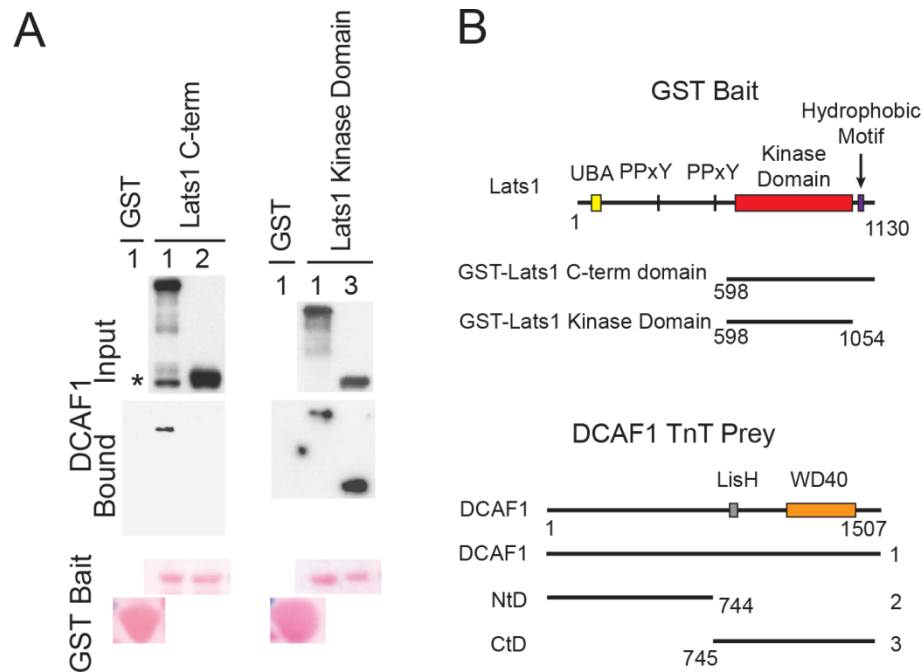 A
GST
Lats1 C-term
1
1 2
GST
Lats1 Kinase Domain
1
1 3
DCAF1
Input
*
Bound
GST Bait
B
GST Bait
Hydrophobic
Motif
Kinase
Domain
UBA PPxY PPxY
Lats1
1
1130
GST-Lats1 C-term domain
598
GST-Lats1 Kinase Domain
598 1054
DCAF1 TnT Prey
LisH WD40
DCAF1
1 1507
DCAF1 1
NtD 744 2
CtD 745 3